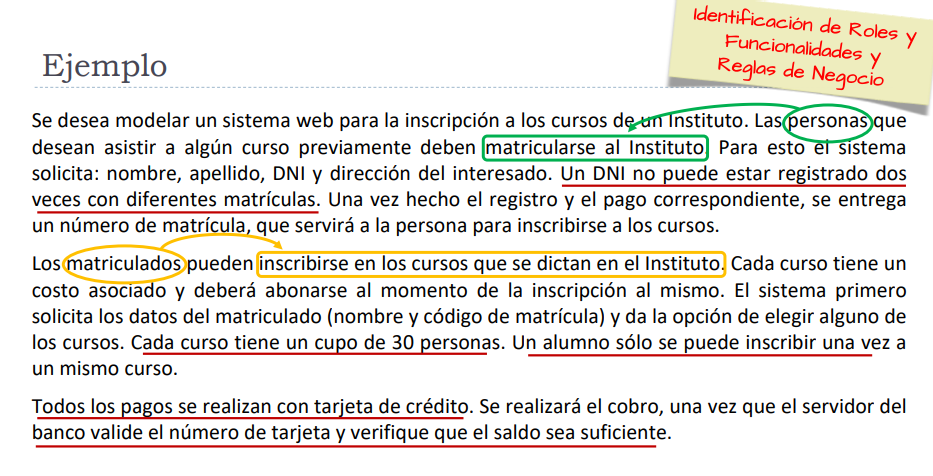 Identificación de Roles y
Funcionalidades y
Reglas de Negocio
Ejemplo
Se desea modelar un sistema web para la inscripción a los cursos de un Instituto. Las personas que
desean asistir a algún curso previamente deben matricularse al Instituto. Para esto el sistema
solicita: nombre, apellido, DNI y dirección del interesado. Un DNI no puede estar registrado dos
veces con diferentes matrículas. Una vez hecho el registro y el pago correspondiente, se entrega
un número de matrícula, que servirá a la persona para inscribirse a los cursos.
Los matriculados pueden inscribirse en los cursos que se dictan en el Instituto. Cada curso tiene un
costo asociado y deberá abonarse al momento de la inscripción al mismo. El sistema primero
solicita los datos del matriculado (nombre y código de matrícula) y da la opción de elegir alguno de
los cursos. Cada curso tiene un cupo de 30 personas. Un alumno sólo se puede inscribir una vez a
un mismo curso.
Todos los pagos se realizan con tarjeta de crédito. Se realizará el cobro, una vez que el servidor del
banco valide el número de tarjeta y verifique que el saldo sea suficiente.